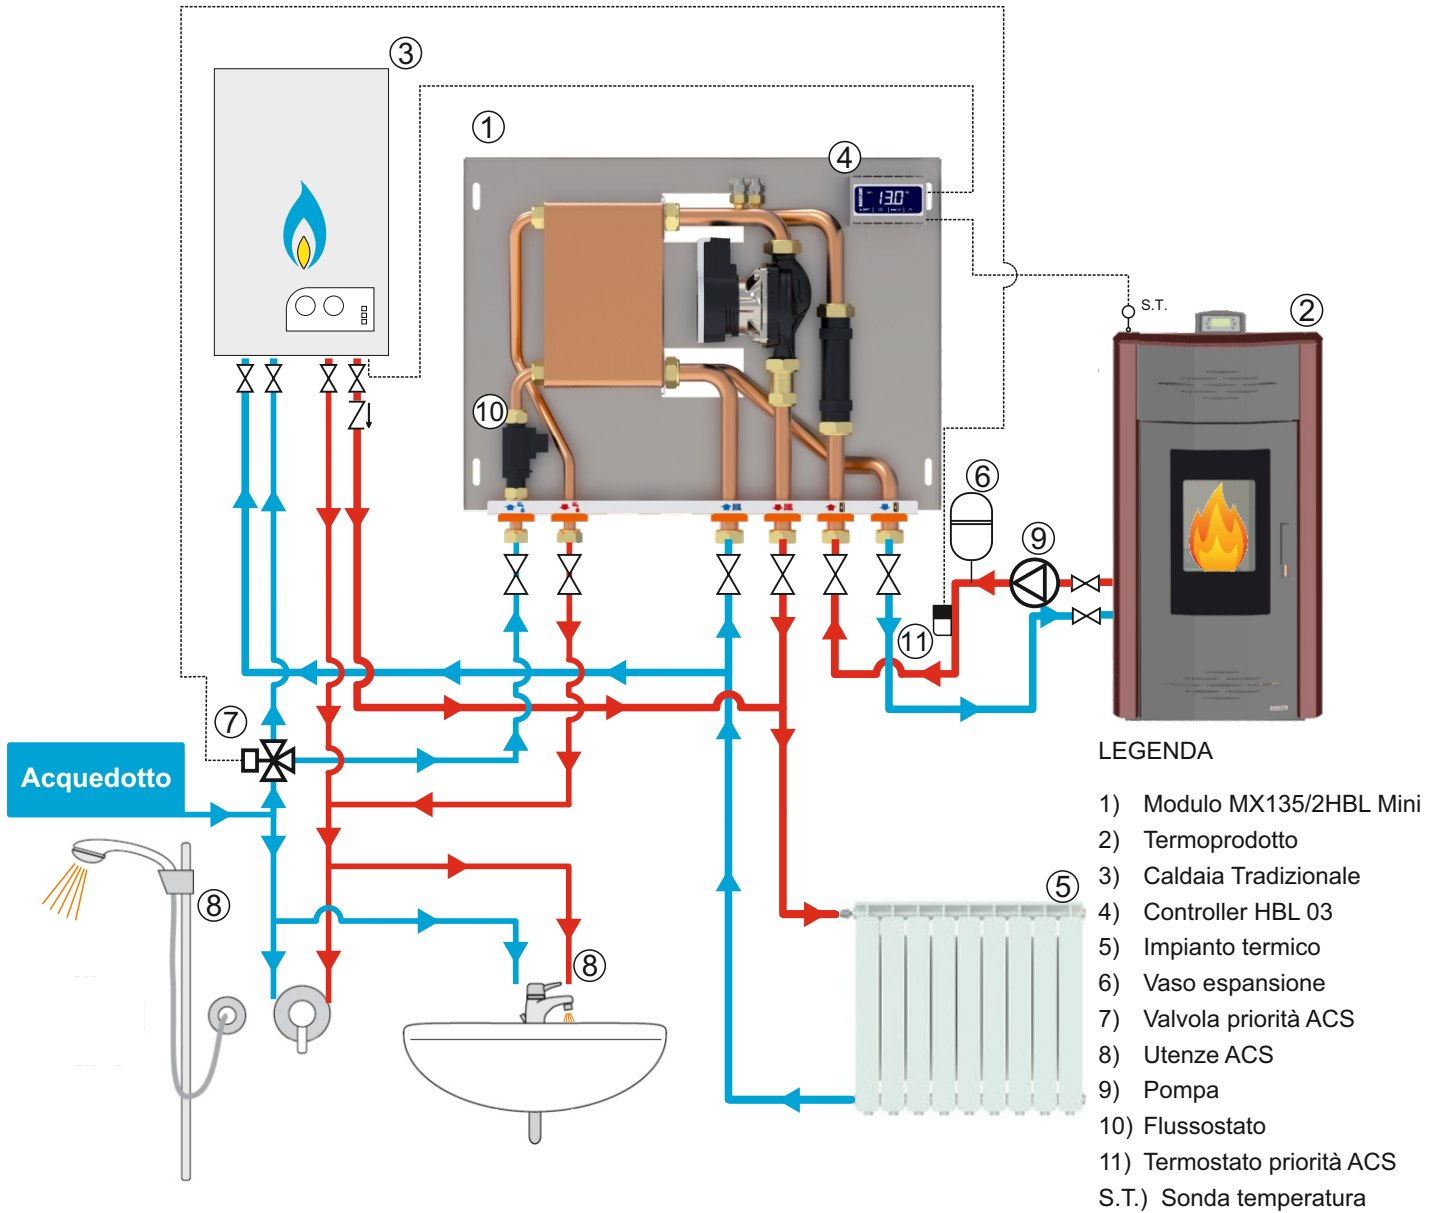 3
1
4
13.0
S.T.
2
10
6
9
11
7
Acquedotto
8
8
5
LEGENDA
1) Modulo MX135/2HBL Mini
2) Termoprodotto
3) Caldaia Tradizionale
4) Controller HBL 03
5) Impianto termico
6) Vaso espansione
7) Valvola priorità ACS
8) Utenze ACS
9) Pompa
10) Flussostato
11) Termostato priorità ACS
S.T.) Sonda temperatura